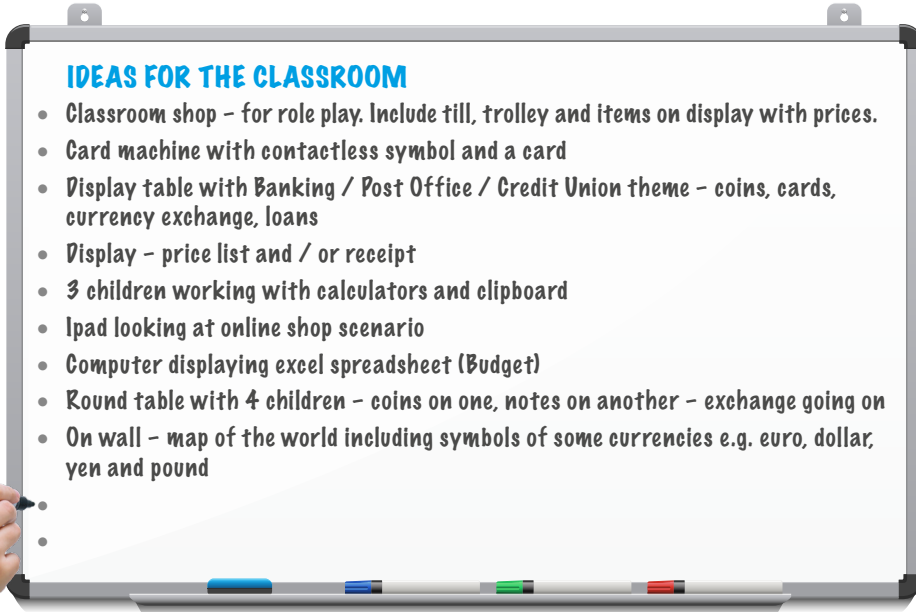 IDEAS FOR THE CLASSROOM
• Classroom shop – for role play. Include till, trolley and items on display with prices.
• Card machine with contactless symbol and a card
• Display table with Banking / Post Office / Credit Union theme – coins, cards,
currency exchange, loans
• Display – price list and / or receipt
• 3 children working with calculators and clipboard
• Ipad looking at online shop scenario
• Computer displaying excel spreadsheet (Budget)
• Round table with 4 children – coins on one, notes on another – exchange going on
• On wall – map of the world including symbols of some currencies e.g. euro, dollar,
yen and pound
•
•